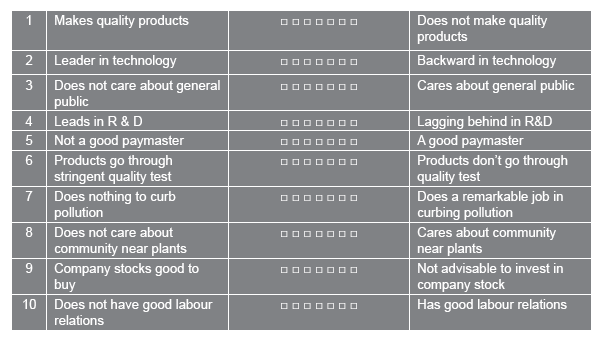 1 Makes quality products □ □ □ □ □ □ □ Does not make quality
products
2 Leader in technology □ □ □ □ □ □ □ Backward in technology
3 Does not care about general □ □ □ □ □ □ □ Cares about general public
public
4 Leads in R & D □ □ □ □ □ □ □ Lagging behind in R&D
5 Not a good paymaster □ □ □ □ □ □ □ A good paymaster
6 Products go through □ □ □ □ □ □ □ Products don't go through
stringent quality test quality test
7 Does nothing to curb □ □ □ □ □ □ □ Does a remarkable job in
pollution curbing pollution
8 Does not care about □ □ □ □ □ □ □ Cares about community
community near plants near plants
9 Company stocks good to □ □ □ □ □ □ □ Not advisable to invest in
buy company stock
10 Does not have good labour □ □ □ □ □ □ □ Has good labour relations
relations